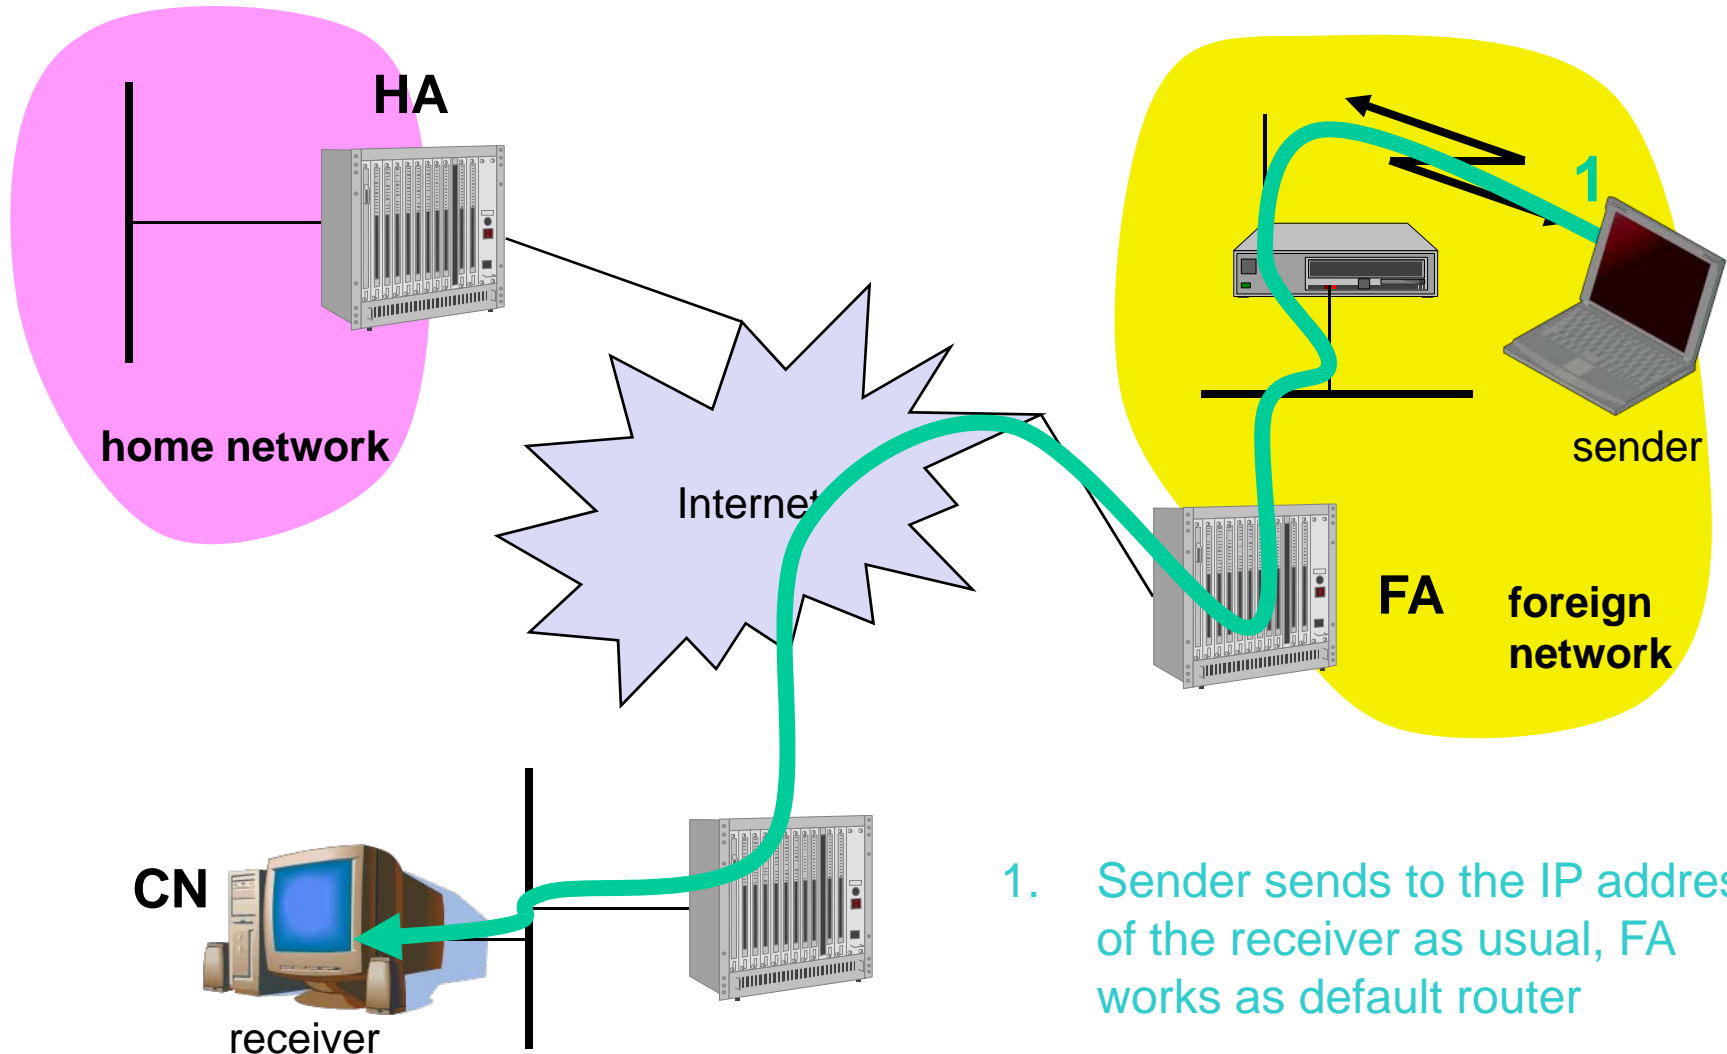 HA
1
home network
sender
Internet
FA
foreign
network
CN
1. Sender sends to the IP addres
of the receiver as usual, FA
works as default router
receiver